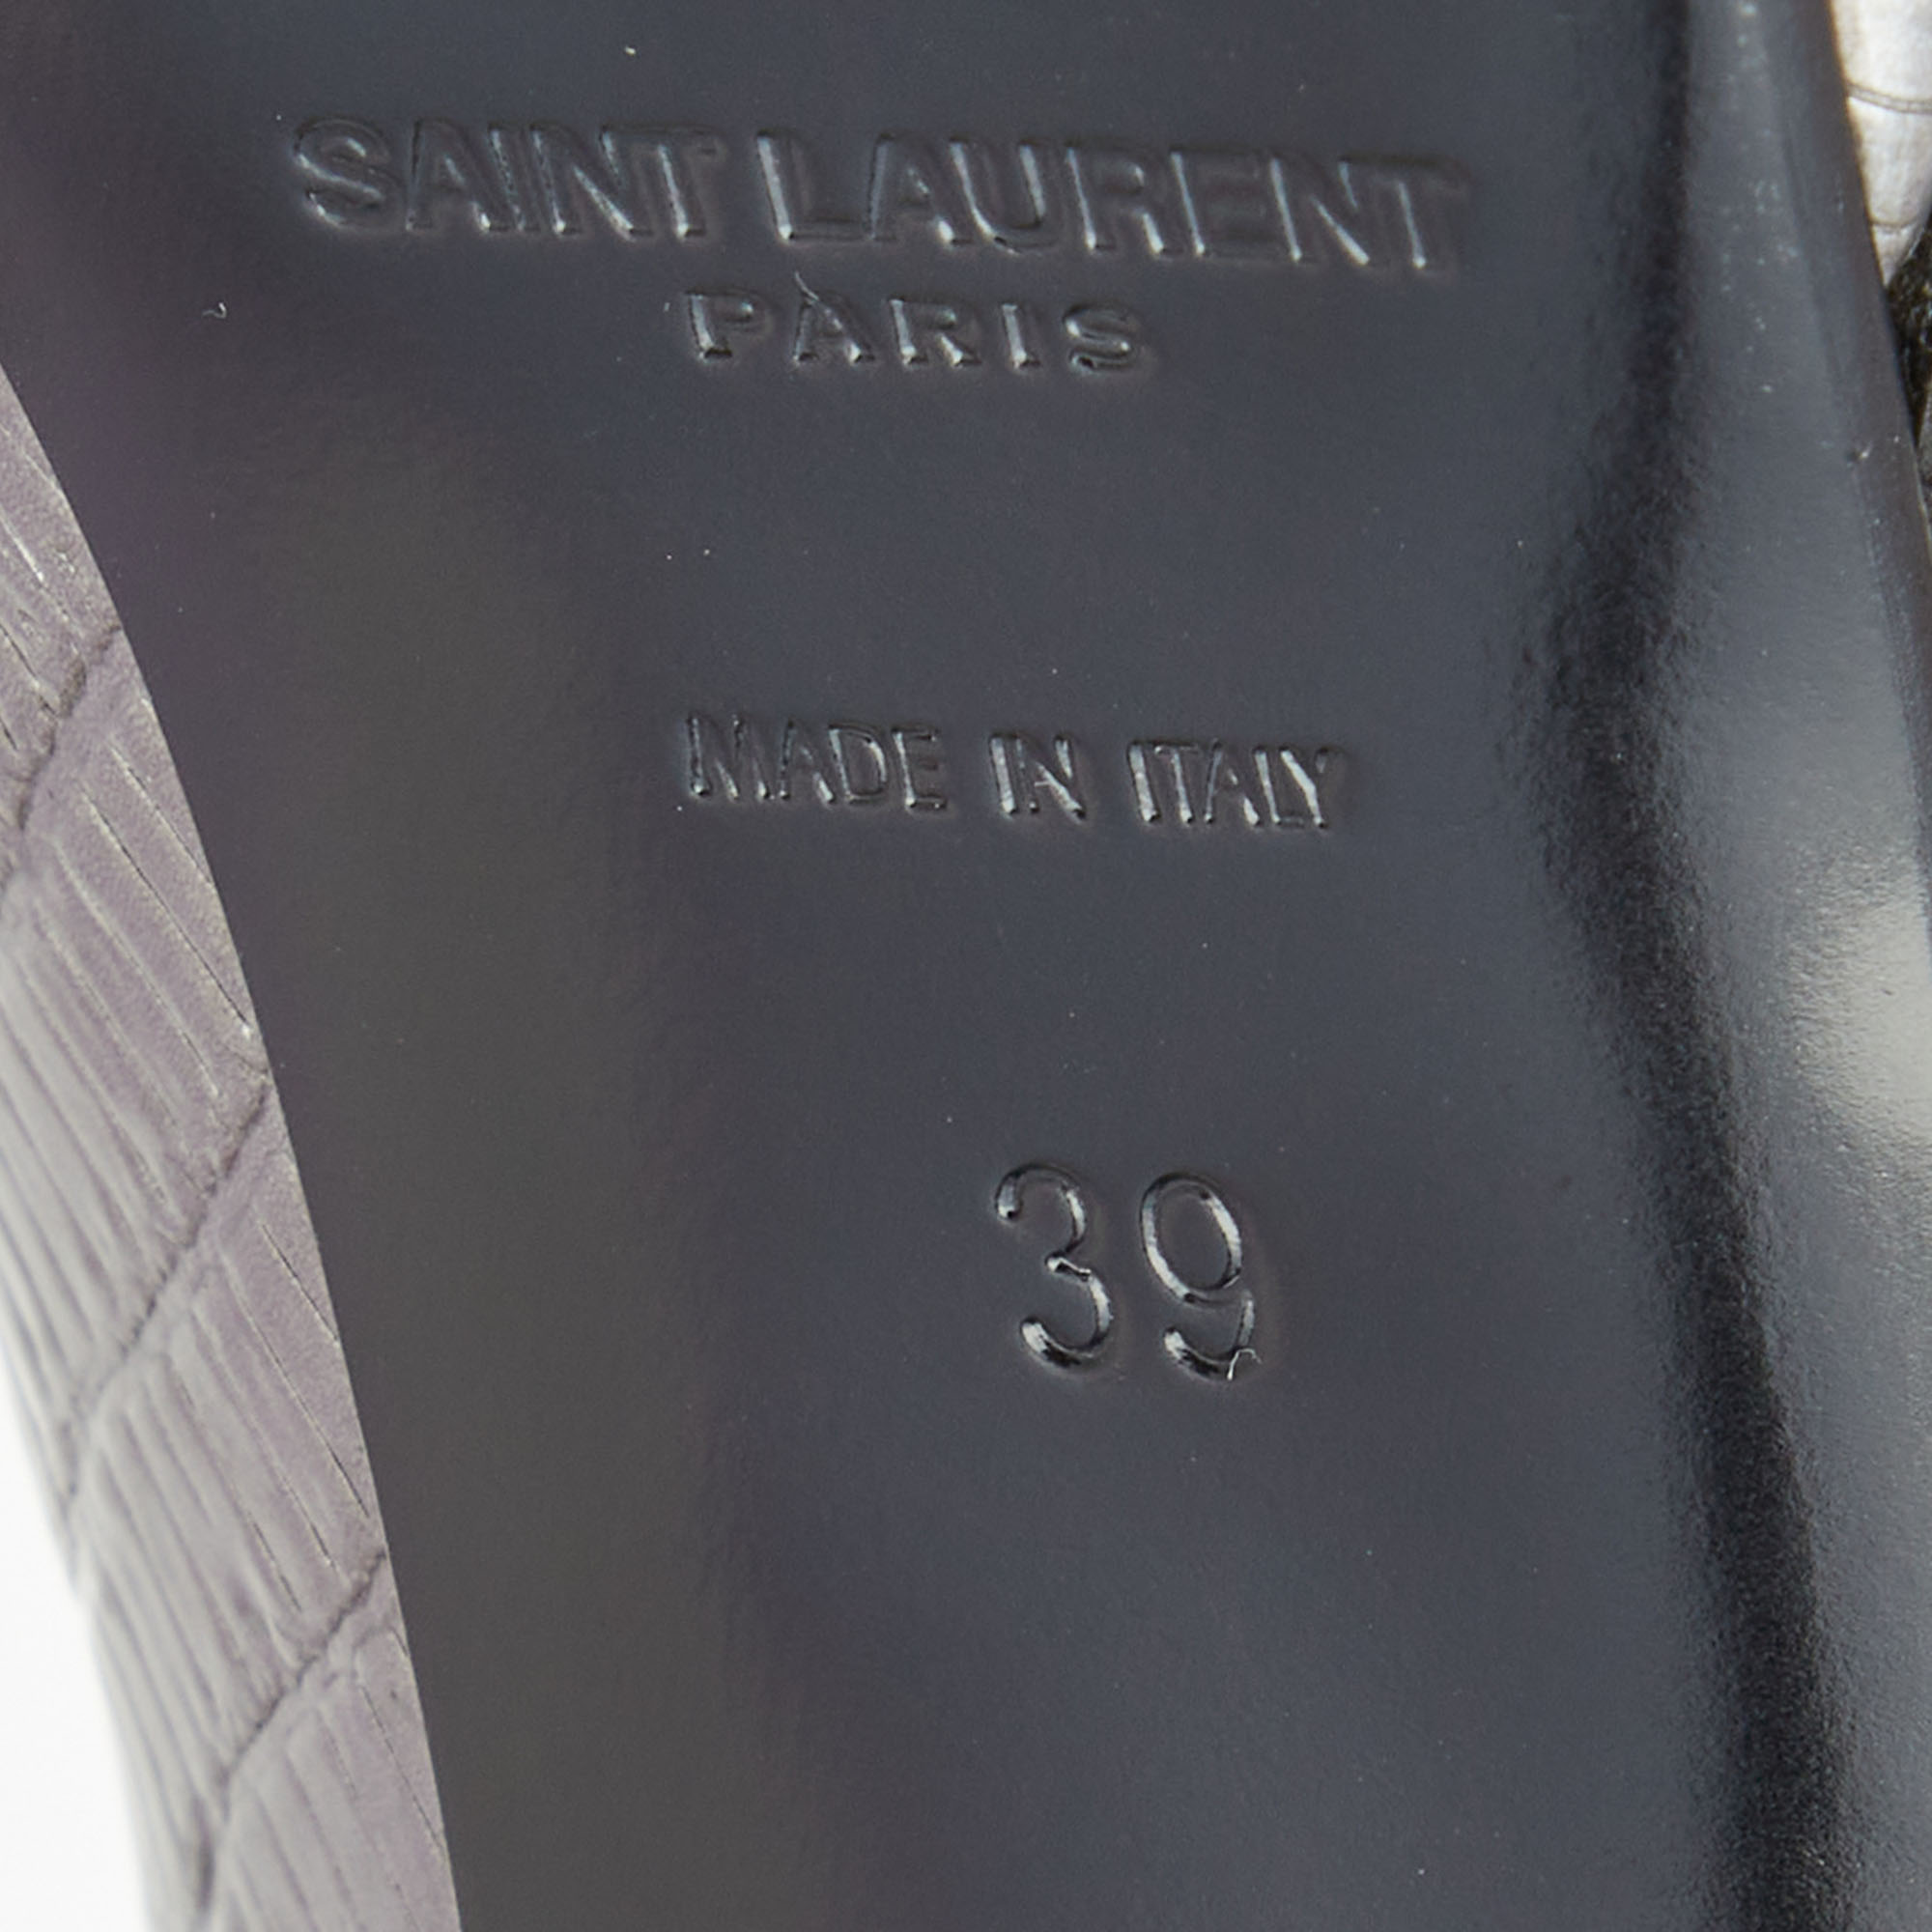 SAINT LAURENT
PARIS
MADE IN ITALY
39